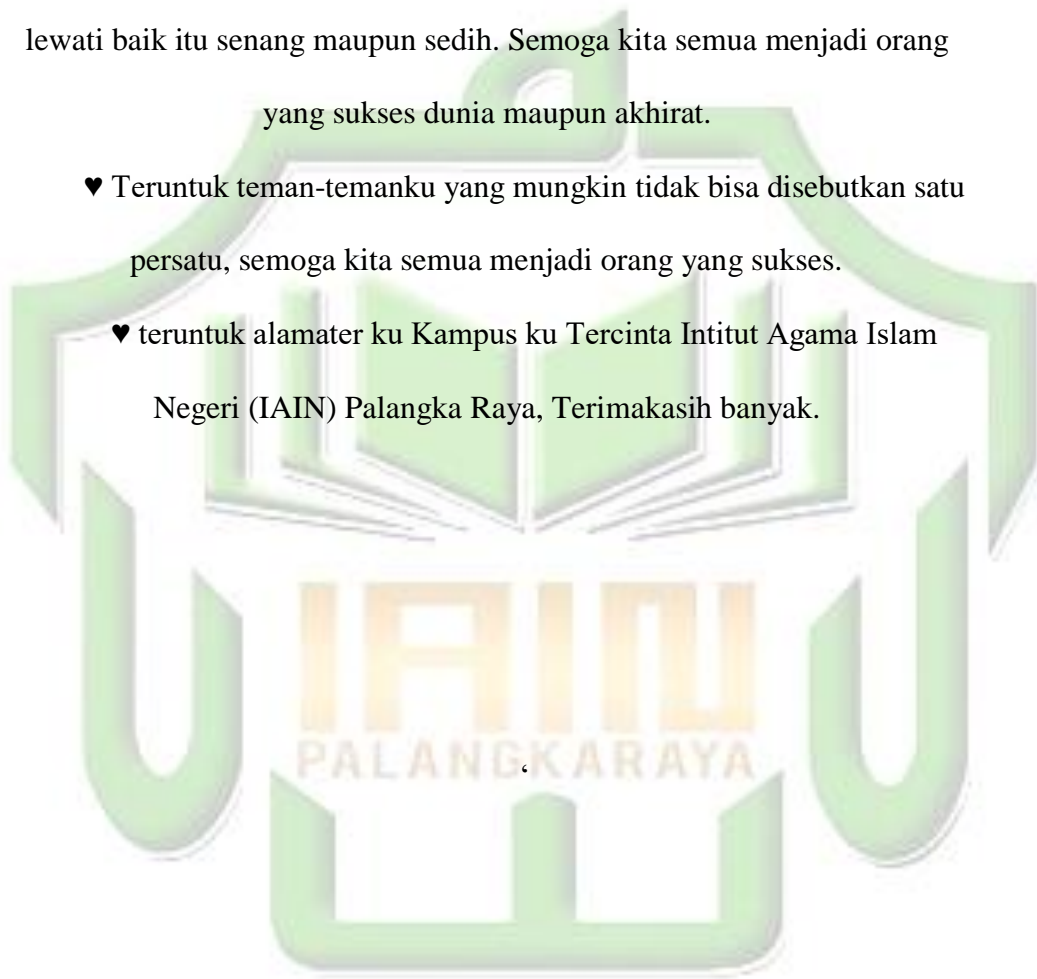 lewati baik itu senang maupun sedih. Semoga kita semua menjadi orang
yang sukses dunia maupun akhirat.
♥ Teruntuk teman-temanku yang mungkin tidak bisa disebutkan satu
persatu, semoga kita semua menjadi orang yang sukses.
♥ teruntuk alamater ku Kampus ku Tercinta Intitut Agama Islam
Negeri (IAIN) Palangka Raya, Terimakasih banyak.
IAIN
PALANGKARAYA
‘